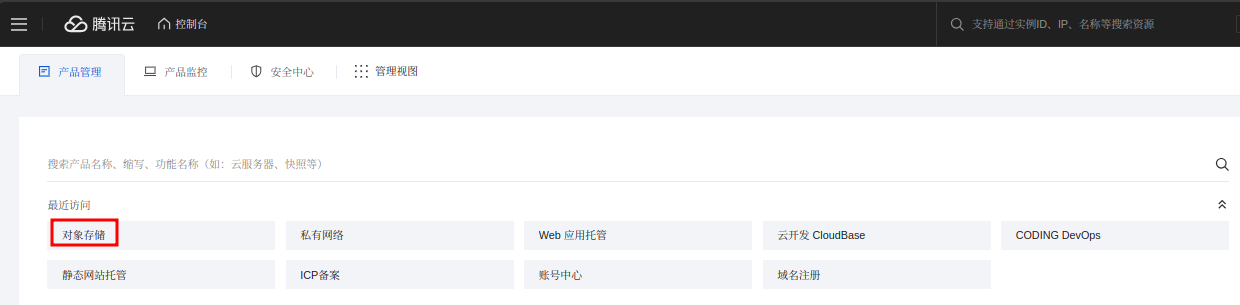 腾讯云 控制台 支持通过实例ID、IP、名称等搜索资源
产品管理 产品监控 安全中心 管理视图
搜索产品名称、缩写、功能名称（如：云服务器、快照等）
最近访问
对象存储 私有网络 Web 应用托管 云开发 CloudBase CODING DevOps
静态网站托管 ICP备案 账号中心 域名注册